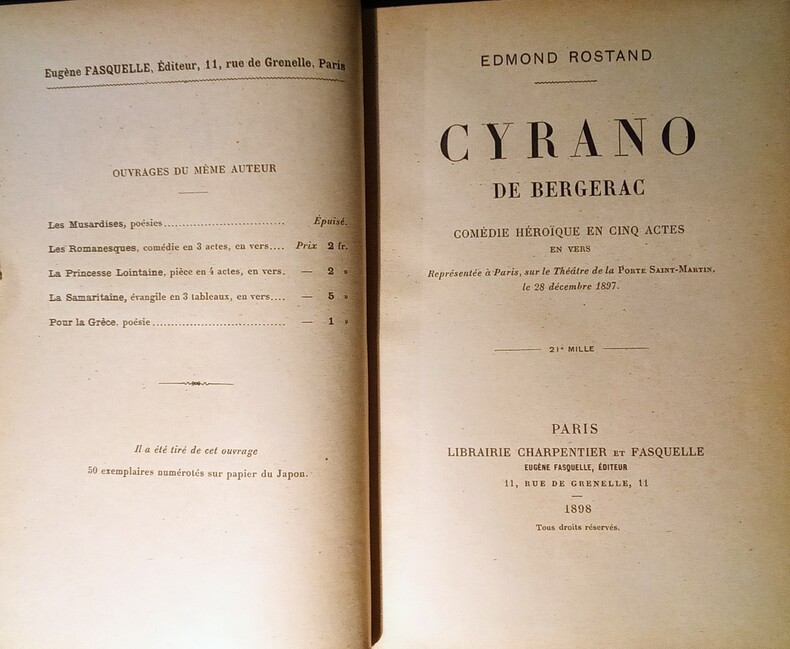 Eugène FASQUELLE, Éditeur, 11, rue de Grenelle, Paris
OUVRAGES DU MÊME AUTEUR
Les Musardises, poésies.............................. Épuisé.
Les Romanesques, comédie en 3 actes, en vers.... Prix 2 fr.
La Princesse Lointaine, pièce en 4 actes, en vers. — 2 »
La Samaritaine, évangile en 3 tableaux, en vers.... — 5 »
Pour la Grèce, poésie................................. — 1 »
Il a été tiré de cet ouvrage
50 exemplaires numérotés sur papier du Japon.
EDMOND ROSTAND
CYRANO
DE BERGERAC
COMÉDIE HÉROÏQUE EN CINQ ACTES
EN VERS
Représentée à Paris, sur le Théâtre de la PORTE SAINT-MARTIN,
le 28 décembre 1897.
21e MILLE
PARIS
LIBRAIRIE CHARPENTIER ET FASQUELLE
EUGÈNE FASQUELLE, ÉDITEUR
11, RUE DE GRENELLE, 11
1898
Tous droits réservés.